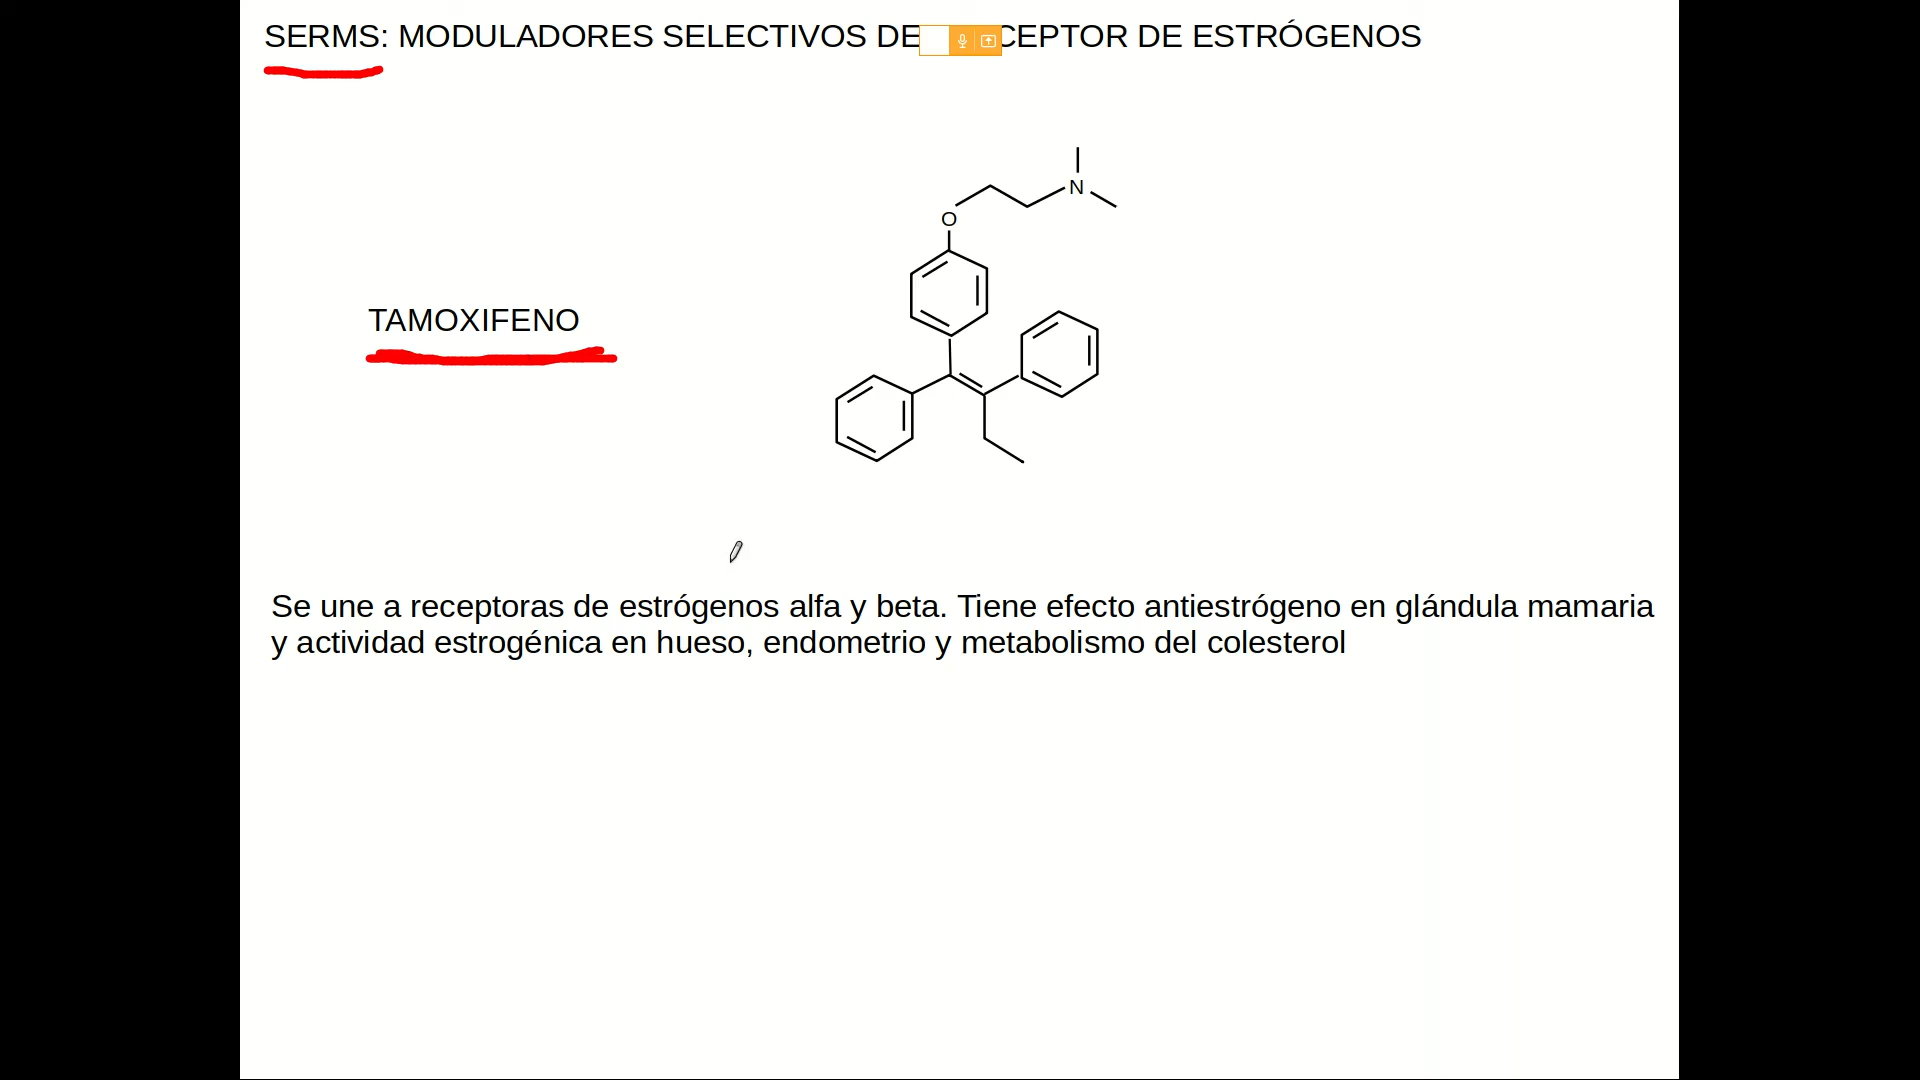 SERMS: MODULADORES SELECTIVOS DE CEPTOR DE ESTRÓGENOS
N
O
TAMOXIFENO
Se une a receptoras de estrógenos alfa y beta. Tiene efecto antiestrógeno en glándula mamaria
y actividad estrogénica en hueso, endometrio y metabolismo del colesterol